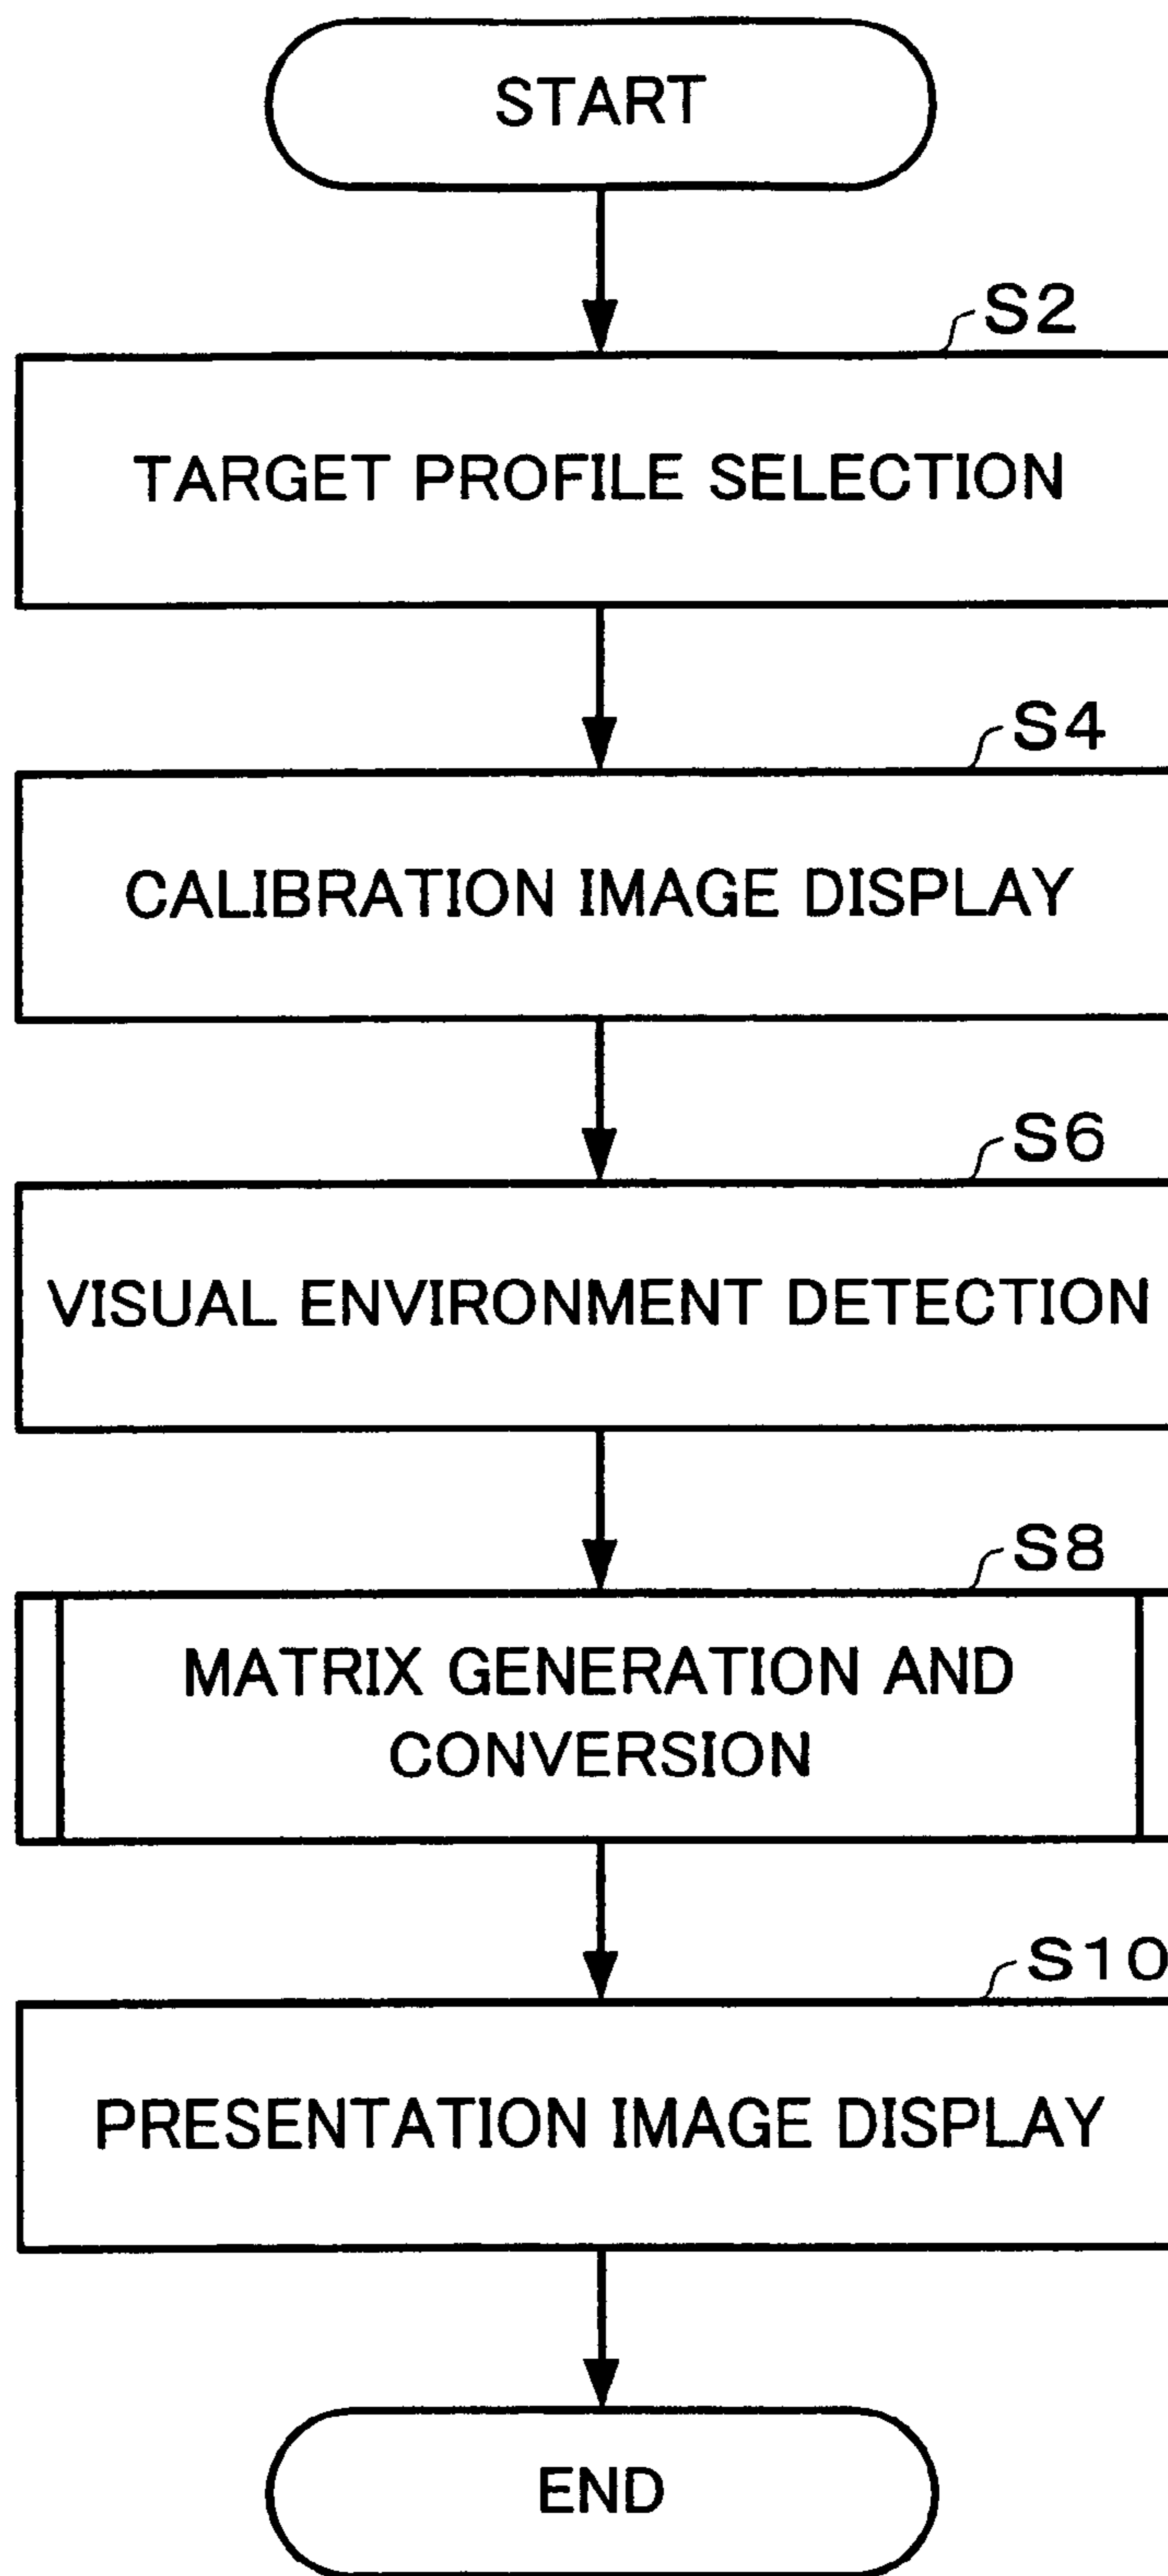 START
S2
TARGET PROFILE SELECTION
S4
CALIBRATION IMAGE DISPLAY
S6
VISUAL ENVIRONMENT DETECTION
S8
MATRIX GENERATION AND
CONVERSION
S10
PRESENTATION IMAGE DISPLAY
END